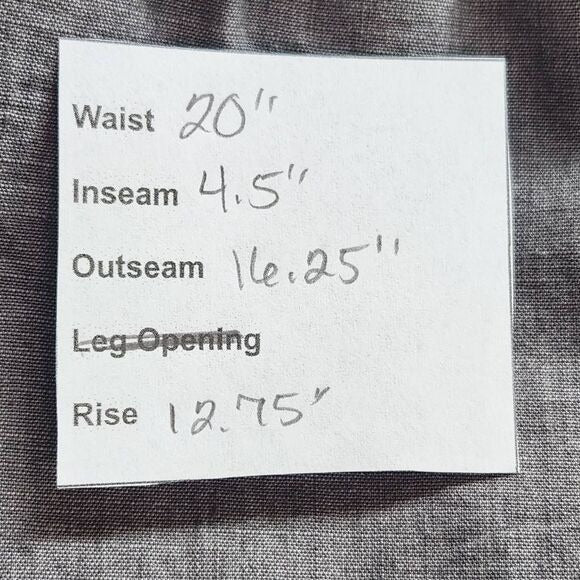 Waist 20"
Inseam 4.5"
Outseam 16.25"
Leg Opening
Rise 12.75"